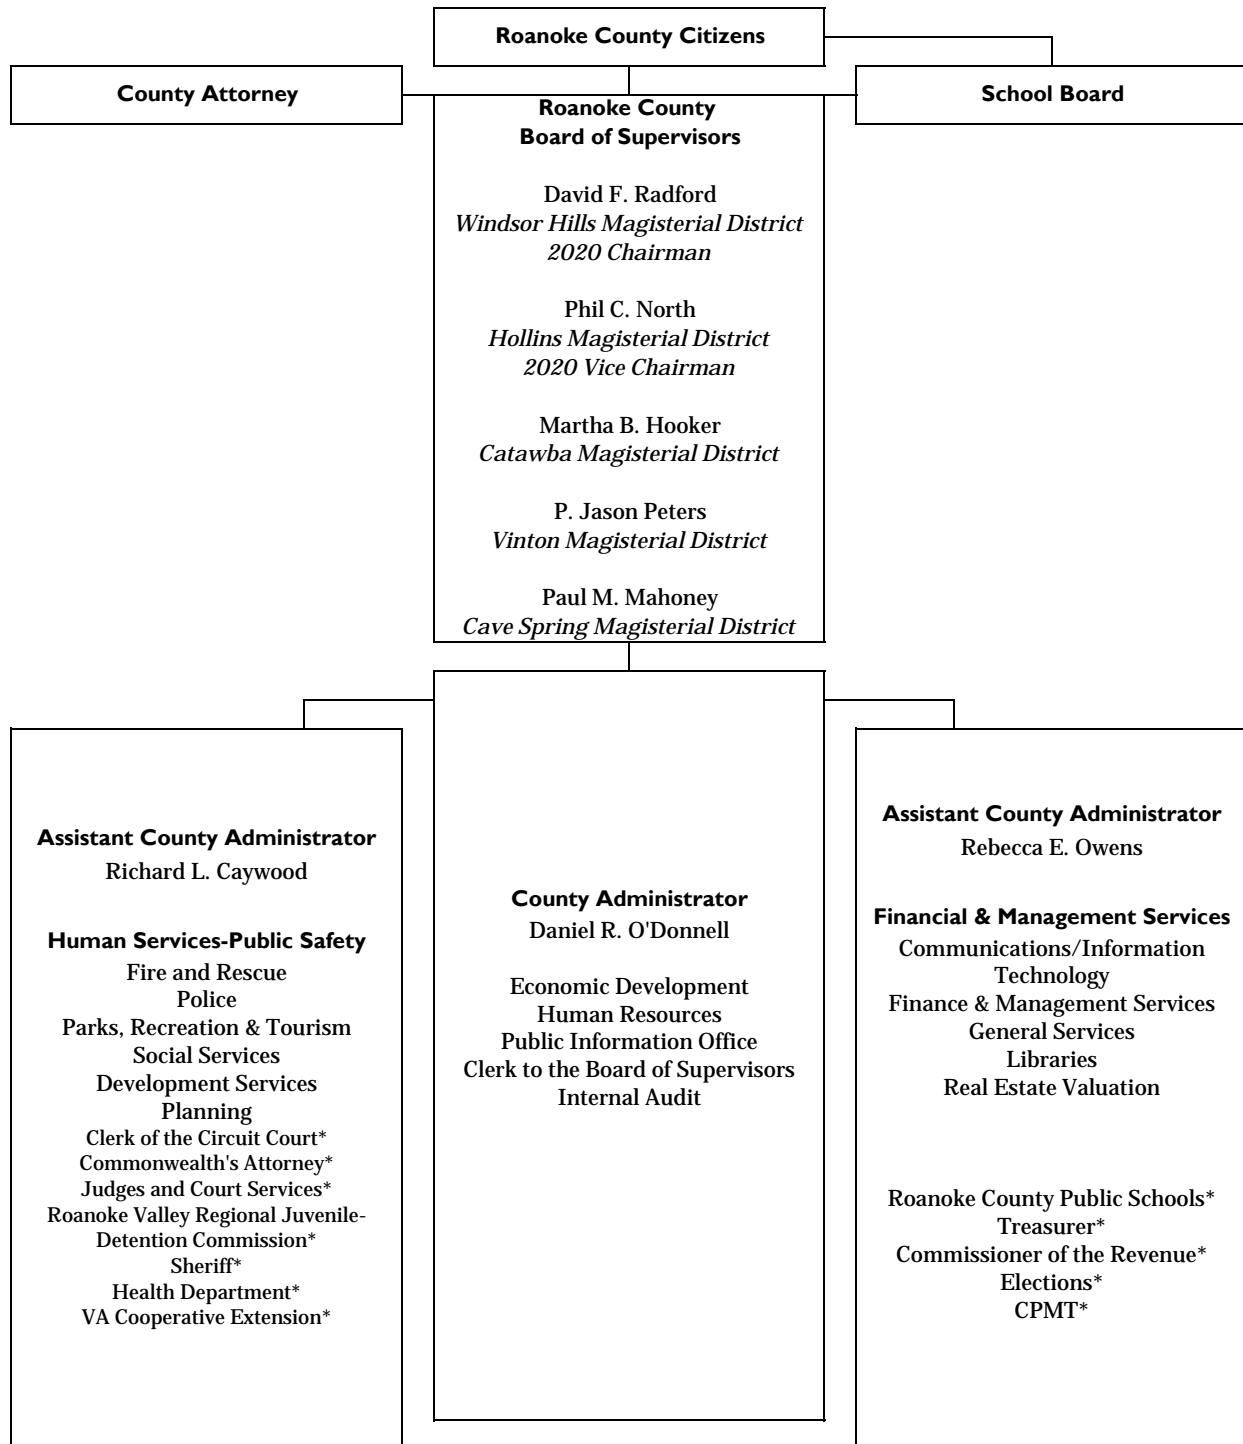 Roanoke County Citizens
County Attorney
School Board
Roanoke County
Board of Supervisors
David F. Radford
Windsor Hills Magisterial District
2020 Chairman
Phil C. North
Hollins Magisterial District
2020 Vice Chairman
Martha B. Hooker
Catawba Magisterial District
P. Jason Peters
Vinton Magisterial District
Paul M. Mahoney
Cave Spring Magisterial District
Assistant County Administrator
Richard L. Caywood
Human Services-Public Safety
Fire and Rescue
Police
Parks, Recreation & Tourism
Social Services
Development Services
Planning
Clerk of the Circuit Court*
Commonwealth's Attorney*
Judges and Court Services*
Roanoke Valley Regional Juvenile-
Detention Commission*
Sheriff*
Health Department*
VA Cooperative Extension*
County Administrator
Daniel R. O'Donnell
Economic Development
Human Resources
Public Information Office
Clerk to the Board of Supervisors
Internal Audit
Assistant County Administrator
Rebecca E. Owens
Financial & Management Services
Communications/Information
Technology
Finance & Management Services
General Services
Libraries
Real Estate Valuation
Roanoke County Public Schools*
Treasurer*
Commissioner of the Revenue*
Elections*
CPMT*